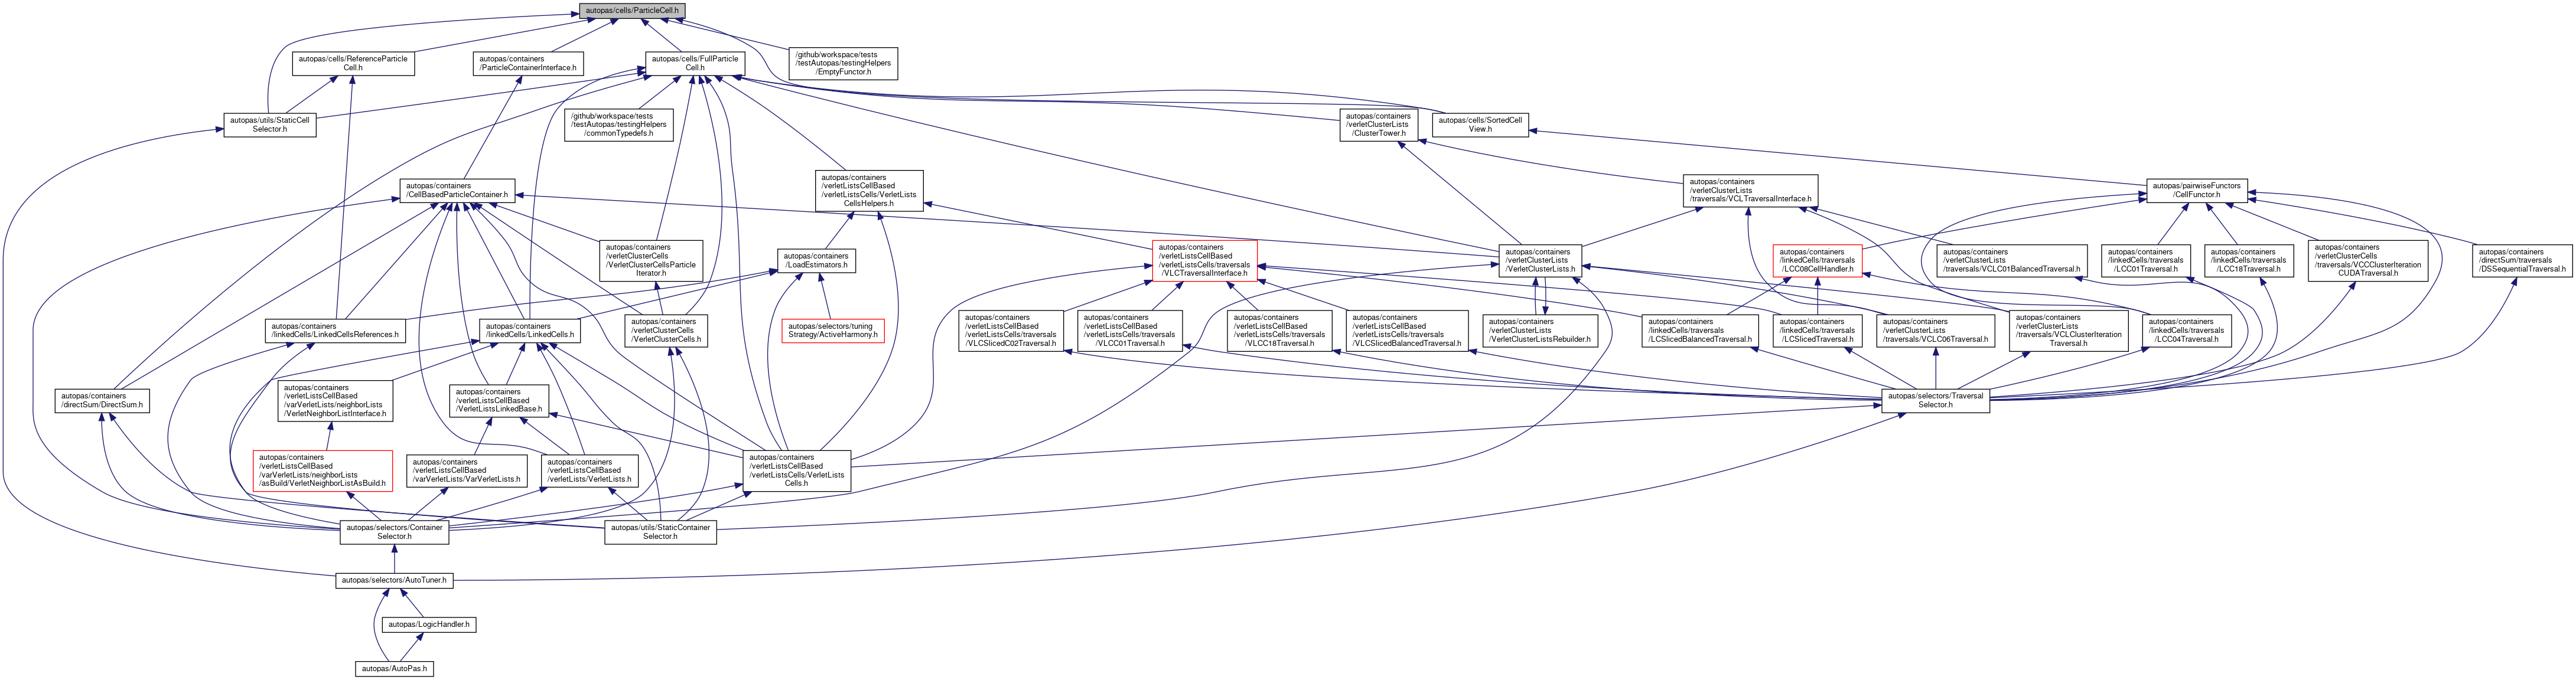 autopas/cells/ParticleCell.h
autopas/cells/ReferenceParticle
Cell.h
autopas/containers
/ParticleContainerInterface.h
autopas/cells/FullParticle
Cell.h
/github/workspace/tests
/testAutopas/testingHelpers
/EmptyFunctor.h
autopas/utils/StaticCell
Selector.h
/github/workspace/tests
/testAutopas/testingHelpers
/commonTypedefs.h
autopas/containers
/verletClusterLists
/ClusterTower.h
autopas/cells/SortedCell
View.h
autopas/containers
/CellBasedParticleContainer.h
autopas/containers
/verletListsCellBased
/verletListsCells/VerletLists
CellsHelpers.h
autopas/containers
/verletClusterLists
/traversals/VCLTraversalInterface.h
autopas/pairwiseFunctors
/CellFunctor.h
autopas/containers
/verletClusterCells
/VerletClusterCellsParticle
Iterator.h
autopas/containers
/LoadEstimators.h
autopas/containers
/verletListsCellBased
/verletListsCells/traversals
/VLCTraversalInterface.h
autopas/containers
/VerletClusterLists.h
autopas/containers
/linkedCells/traversals
/LCC08CellHandler.h
autopas/containers
/verletClusterLists
/traversals/VCLC01BalancedTraversal.h
autopas/containers
/linkedCells/traversals
/LCC01Traversal.h
autopas/containers
/linkedCells/traversals
/LCC18Traversal.h
autopas/containers
/verletClusterCells
/traversals/VCCClusterIteration
CUDATraversal.h
autopas/containers
/directSum/traversals
/DSSequentialTraversal.h
autopas/containers
/linkedCells/LinkedCellsReferences.h
autopas/containers
/linkedCells/LinkedCells.h
autopas/containers
/verletClusterCells
/VerletClusterCells.h
autopas/selectors/tuning
Strategy/ActiveHarmony.h
autopas/containers
/verletListsCellBased
/verletListsCells/traversals
/VLCSlicedC02Traversal.h
autopas/containers
/verletListsCellBased
/verletListsCells/traversals
/VLCC01Traversal.h
autopas/containers
/verletListsCellBased
/verletListsCells/traversals
/VLCC18Traversal.h
autopas/containers
/verletListsCellBased
/verletListsCells/traversals
/VLCSlicedBalancedTraversal.h
autopas/containers
/verletClusterLists
/VerletClusterListsRebuilder.h
autopas/containers
/linkedCells/traversals
/LCSlicedBalancedTraversal.h
autopas/containers
/linkedCells/traversals
/LCSlicedTraversal.h
autopas/containers
/verletClusterLists
/traversals/VCLC06Traversal.h
autopas/containers
/verletClusterLists
/traversals/VCLClusterIteration
Traversal.h
autopas/containers
/linkedCells/traversals
/LCC04Traversal.h
autopas/containers
/directSum/DirectSum.h
autopas/containers
/verletListsCellBased
/varVerletLists/neighborLists
/VerletNeighborListInterface.h
autopas/containers
/verletListsCellBased
/VerletListsLinkedBase.h
autopas/selectors/Traversal
Selector.h
autopas/containers
/verletListsCellBased
/varVerletLists/neighborLists
/asBuild/VerletNeighborListAsBuild.h
autopas/containers
/verletListsCellBased
/varVerletLists/VarVerletLists.h
autopas/containers
/verletListsCellBased
/verletLists/VerletLists.h
autopas/containers
/verletListsCellBased
/verletListsCells/VerletLists
Cells.h
autopas/selectors/Container
Selector.h
autopas/utils/StaticContainer
Selector.h
autopas/selectors/AutoTuner.h
autopas/LogicHandler.h
autopas/AutoPas.h